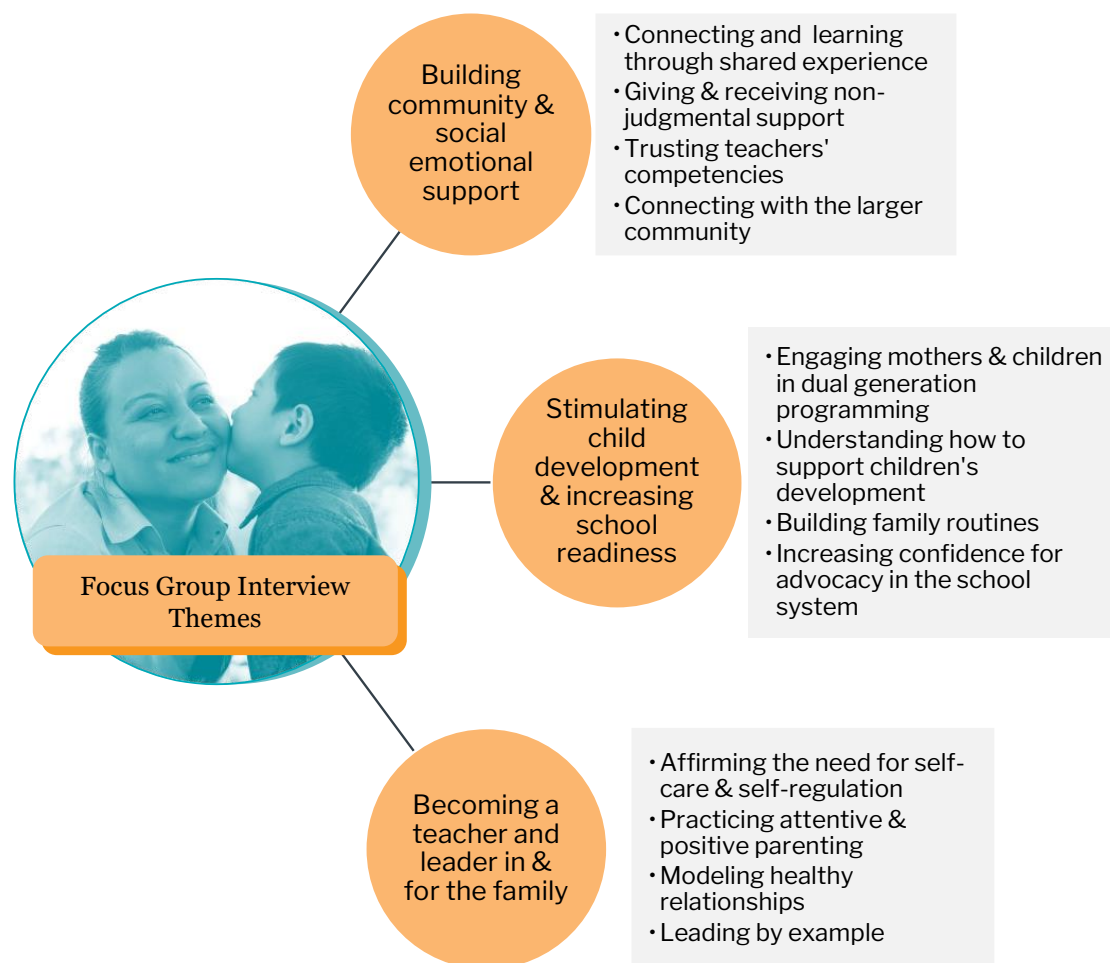 Building
community &
social
emotional
support
· Connecting and learning
through shared experience
· Giving & receiving non-
judgmental support
· Trusting teachers'
competencies
· Connecting with the larger
community
Focus Group Interview
Themes
Stimulating
child
development
& increasing
school
readiness
· Engaging mothers & children
in dual generation
programming
· Understanding how to
support children's
development
· Building family routines
· Increasing confidence for
advocacy in the school
system
Becoming a
teacher and
leader in &
for the family
· Affirming the need for self-
care & self-regulation
· Practicing attentive &
positive parenting
· Modeling healthy
relationships
· Leading by example